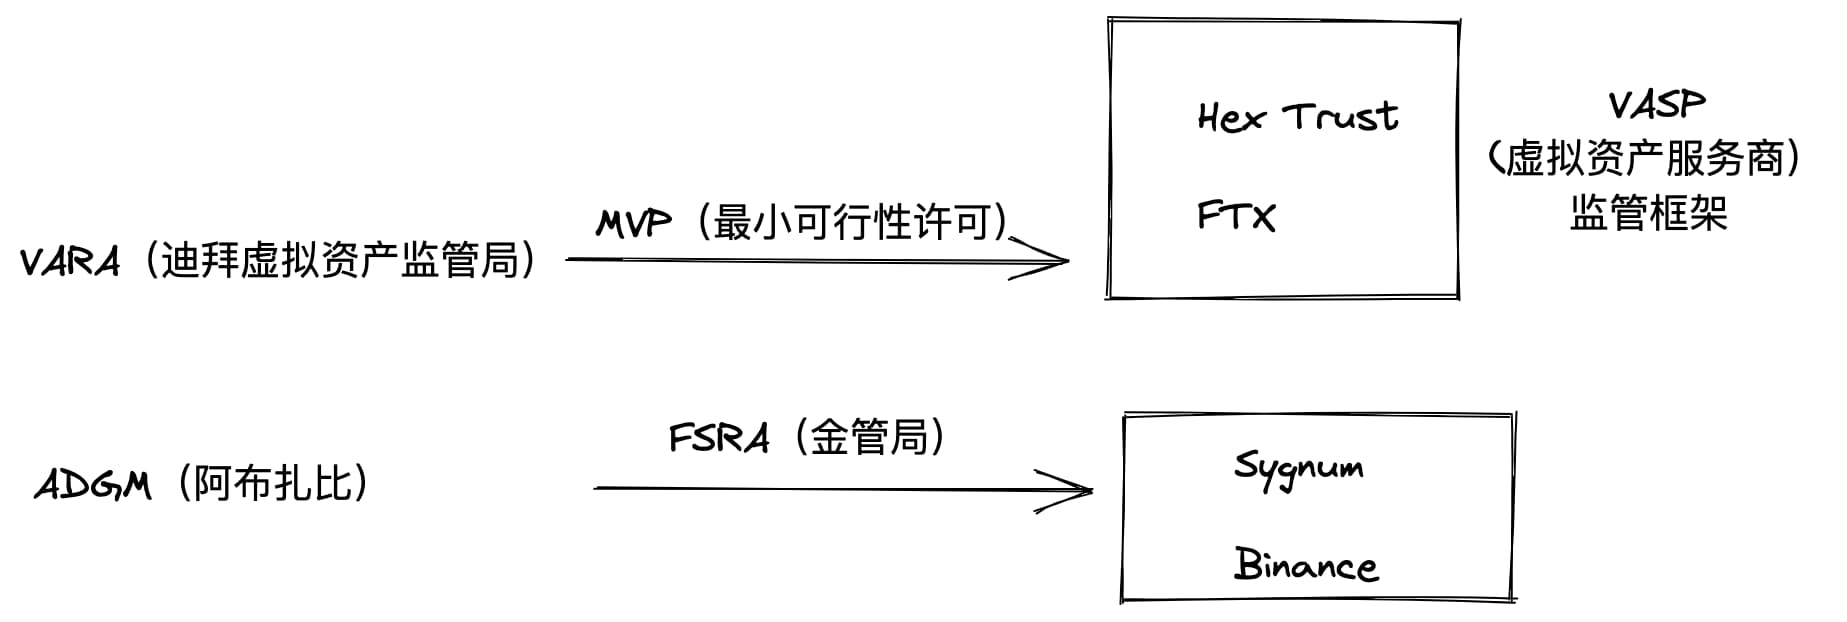 Hex Trust
FTX
VASP
（虚拟资产服务商）
监管框架
MVP（最小可行性许可）
VARA（迪拜虚拟资产监管局）
FSRA（金管局）
ADGM（阿布扎比）
Sygnum
Binance